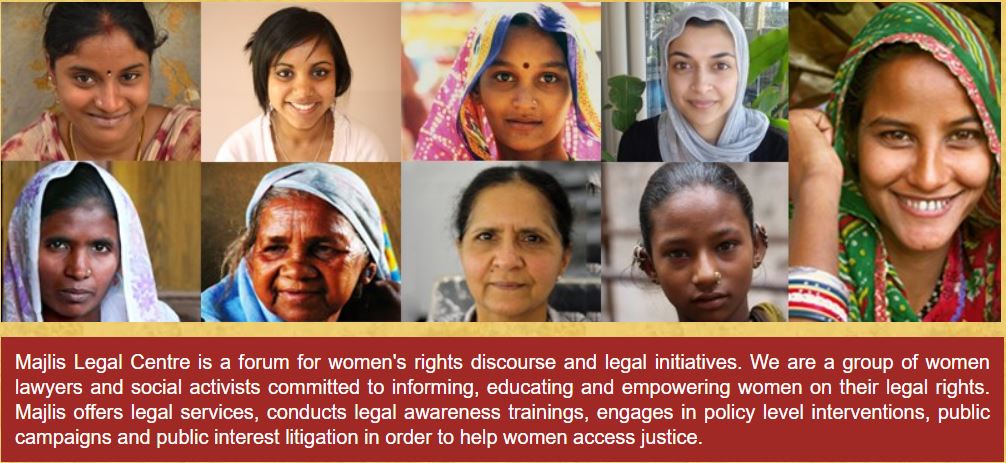 Majlis Legal Centre is a forum for women's rights discourse and legal initiatives. We are a group of women
lawyers and social activists committed to informing, educating and empowering women on their legal rights.
Majlis offers legal services, conducts legal awareness trainings, engages in policy level interventions, public
campaigns and public interest litigation in order to help women access justice.